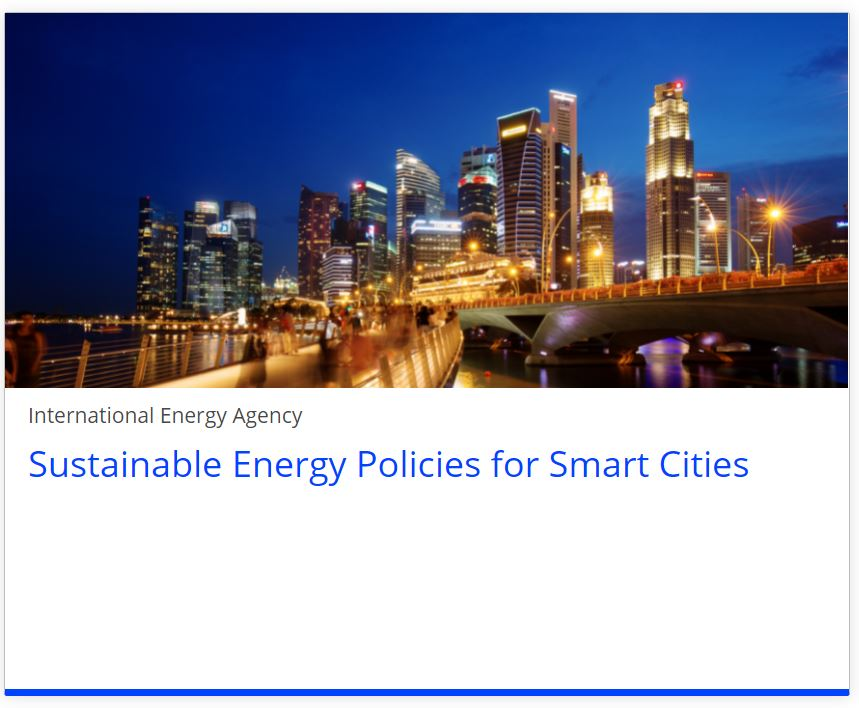 International Energy Agency
Sustainable Energy Policies for Smart Cities